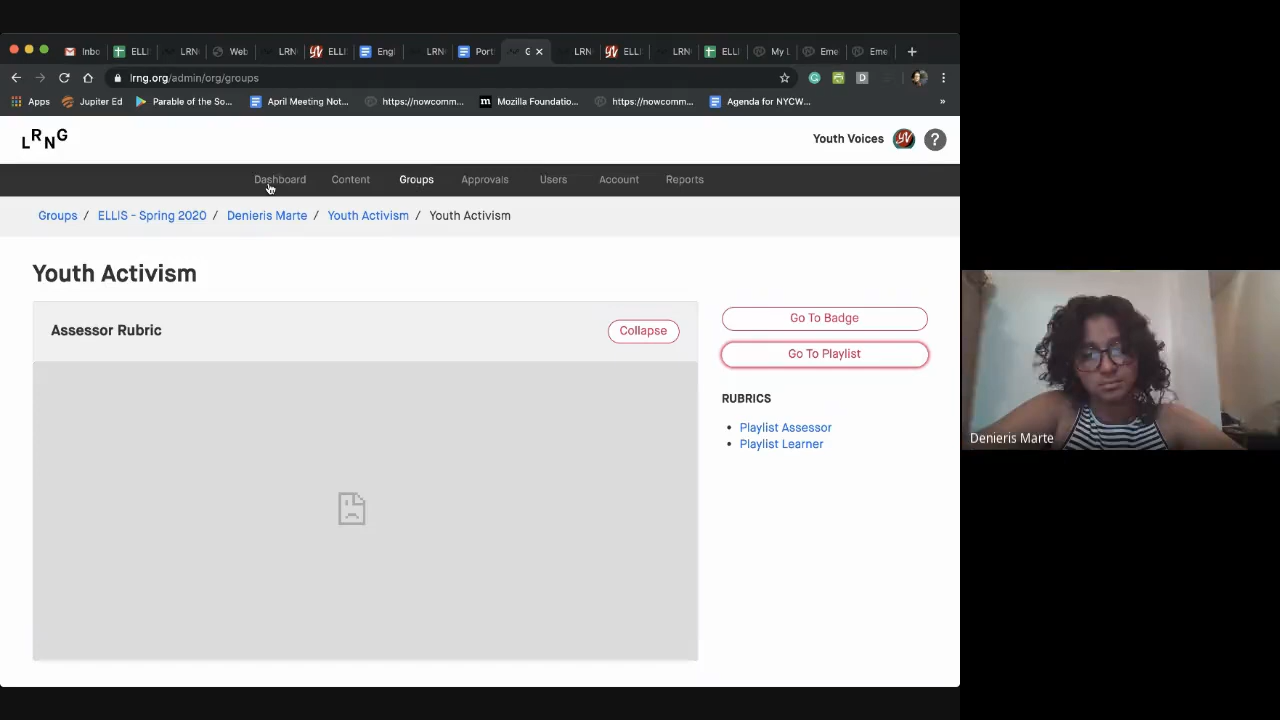 Inbo ELLI LRN Web LRN ELLI Engl LRN Port G LRN ELLI LRN ELLI My L Eme Eme
lrng.org/admin/org/groups
Apps Jupiter Ed Parable of the So... April Meeting Not... https://nowcomm... Mozilla Foundatio... https://nowcomm... Agenda for NYCW... »
LRNG Youth Voices YV ?
Dashboard Content Groups Approvals Users Account Reports
Groups / ELLIS - Spring 2020 / Denieris Marte / Youth Activism / Youth Activism
Youth Activism
Assessor Rubric Collapse
Go To Badge
Go To Playlist
RUBRICS
• Playlist Assessor
• Playlist Learner
Denieris Marte